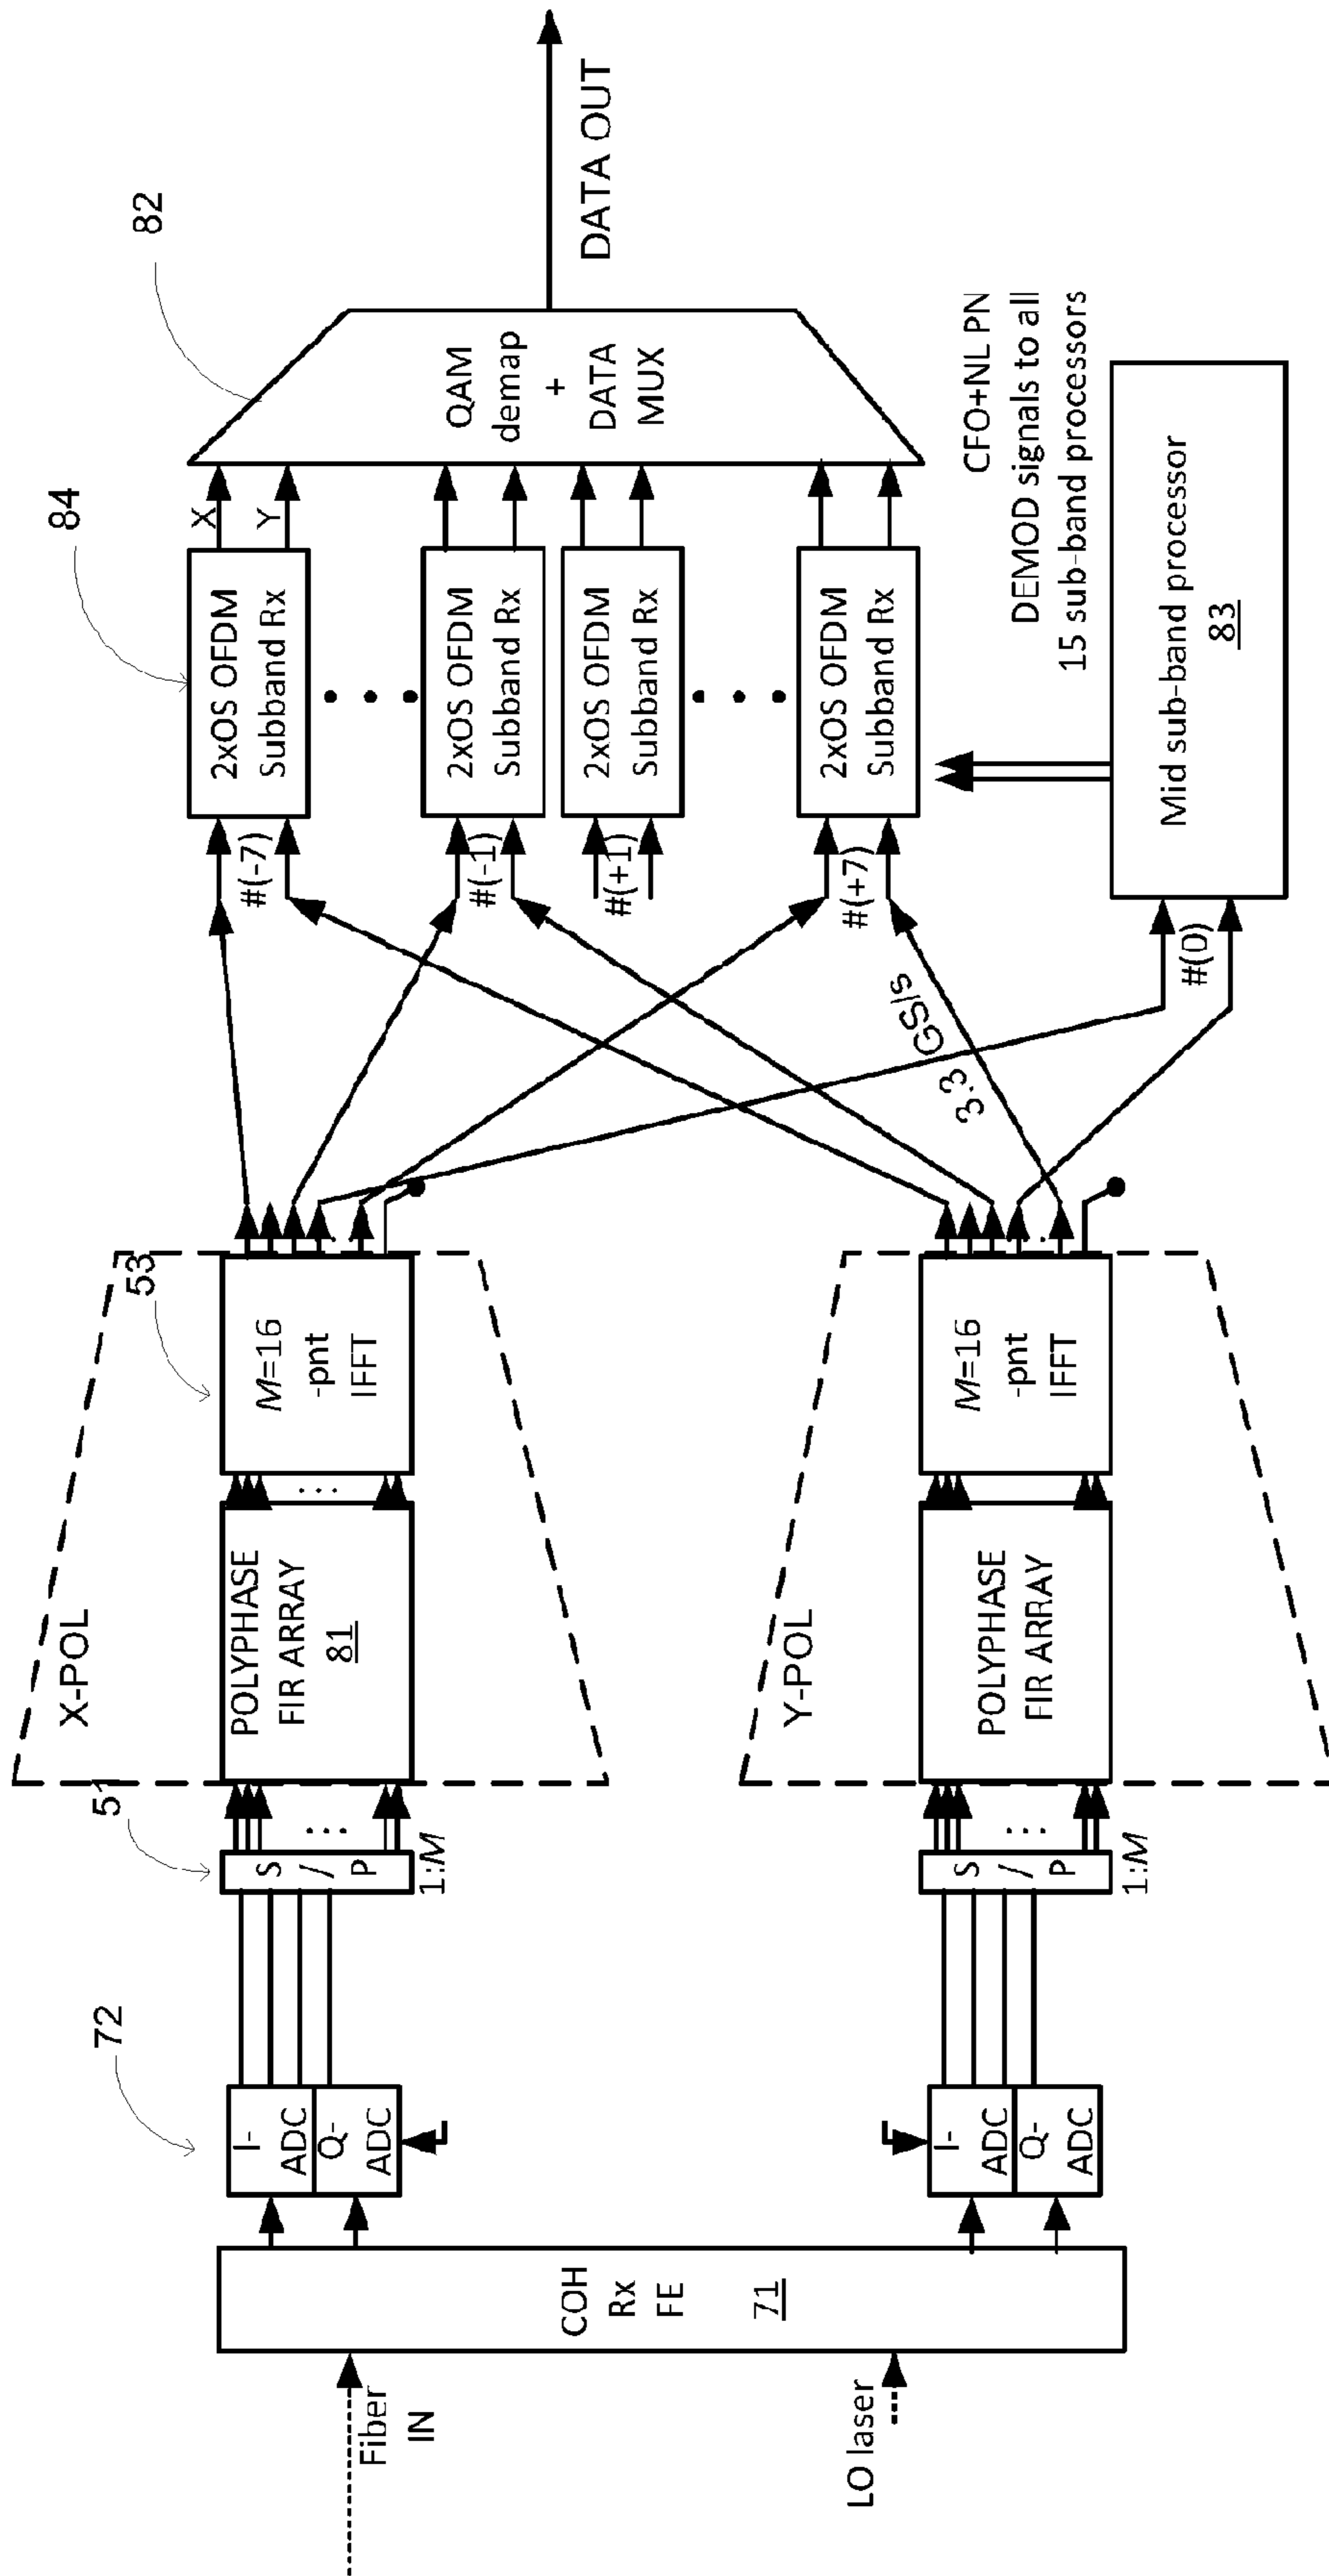 Fiber
IN
LO laser
COH
Rx
FE
71
72
I-
ADC
Q-
ADC
I-
ADC
Q-
ADC
51
S
/
P
1:M
S
/
P
1:M
X-POL
POLYPHASE
FIR ARRAY
81
53
M=16
-pnt
IFFT
Y-POL
POLYPHASE
FIR ARRAY
M=16
-pnt
IFFT
3.3 GS/s
#(-7)
#(-1)
#(+1)
#(+7)
#(0)
84
2xOS OFDM
Subband Rx
2xOS OFDM
Subband Rx
2xOS OFDM
Subband Rx
2xOS OFDM
Subband Rx
X
Y
82
QAM
demap
+
DATA
MUX
DATA OUT
CFO+NL PN
DEMOD signals to all
15 sub-band processors
Mid sub-band processor
83